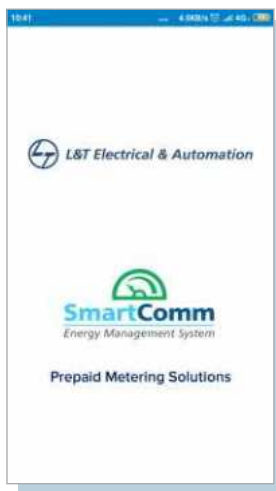 10:41
L&T Electrical & Automation
SmartComm
Energy Management System
Prepaid Metering Solutions